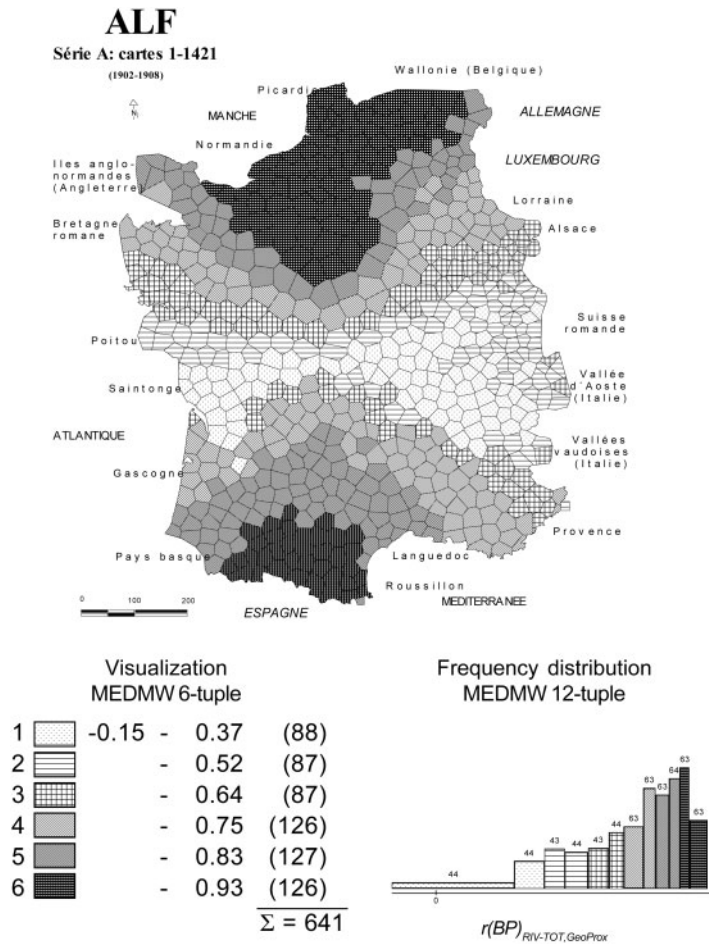 ALF
Série A: cartes 1-1421
(1902-1908)
N
Wallonie (Belgique)
Picardie
MANCHE
ALLEMAGNE
Normandie
LUXEMBOURG
Iles anglo-
normandes
(Angleterre)
Lorraine
Bretagne
romane
Alsace
Suisse
romande
Poitou
Vallée
d'Aoste
(Italie)
Saintonge
ATLANTIQUE
Vallées
vaudoises
(Italie)
Gascogne
Provence
Pays basque
Languedoc
Roussillon
MEDITERRANEE
ESPAGNE
0 100 200
Visualization
MEDMW 6-tuple
1 -0.15 - 0.37 (88)
2 - 0.52 (87)
3 - 0.64 (87)
4 - 0.75 (126)
5 - 0.83 (127)
6 - 0.93 (126)
Σ = 641
Frequency distribution
MEDMW 12-tuple
44 44 43 44 43 44 63 63 63 64 63 63
0
r(BP)RIV-TOT,GeoProx